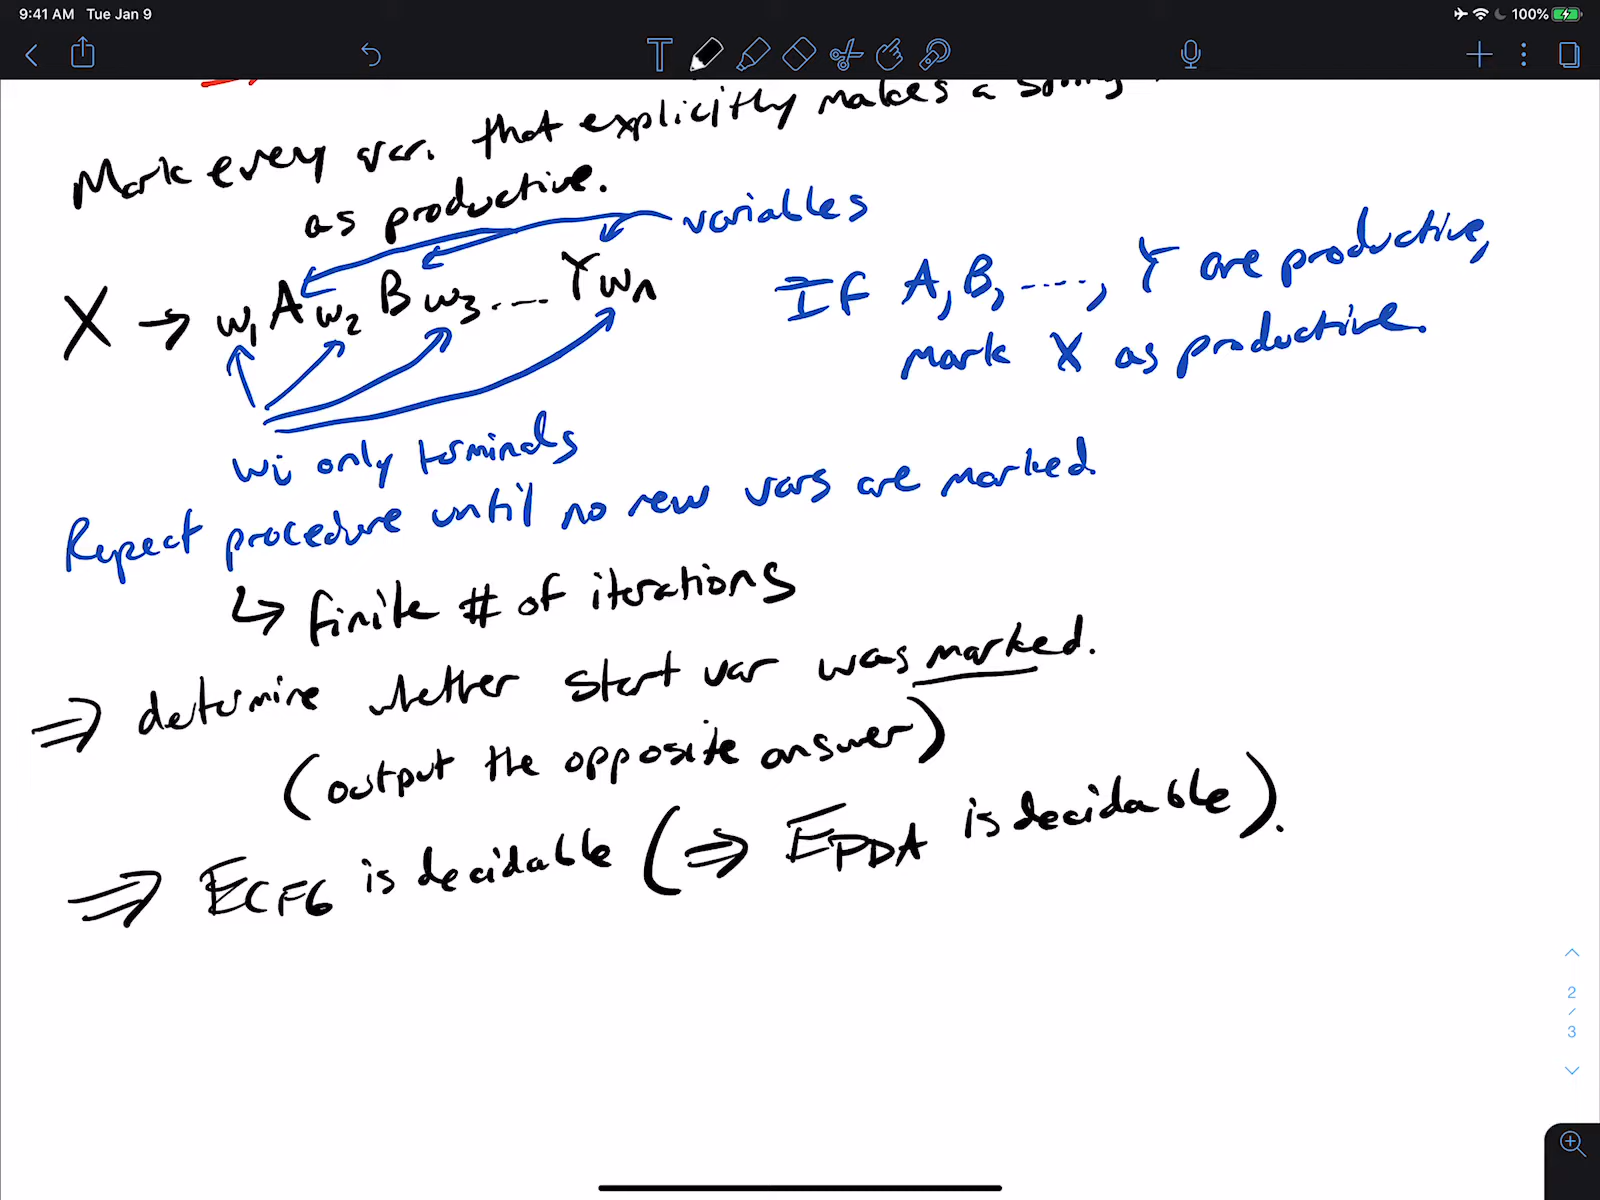 9:41 AM Tue Jan 9
100%
Mark every var. that explicitly makes a string
as productive.
variables
X → w1 A w2 B w3 .... Y wn
If A, B, ...., Y are productive,
mark X as productive.
wi only terminals
Repeat procedure until no new vars are marked
↳ finite # of iterations
⇒ determine whether start var was marked.
(output the opposite answer)
⇒ ECFG is decidable (⇒ EPDA is decidable).
2
/
3